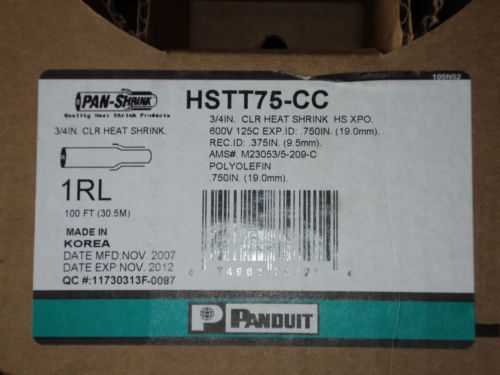 105N52
PAN-SHRINK
Quality Heat Shrink Products
3/4IN. CLR HEAT SHRINK.
1RL
100 FT (30.5M)
MADE IN
KOREA
DATE MFD:NOV. 2007
DATE EXP:NOV. 2012
QC #:11730313F-0087
HSTT75-CC
3/4IN. CLR HEAT SHRINK HS XPO.
600V 125C EXP.ID: .750IN. (19.0mm).
REC.ID: .375IN. (9.5mm).
AMS#. M23053/5-209-C
POLYOLEFIN
.750IN. (19.0mm).
P PANDUIT